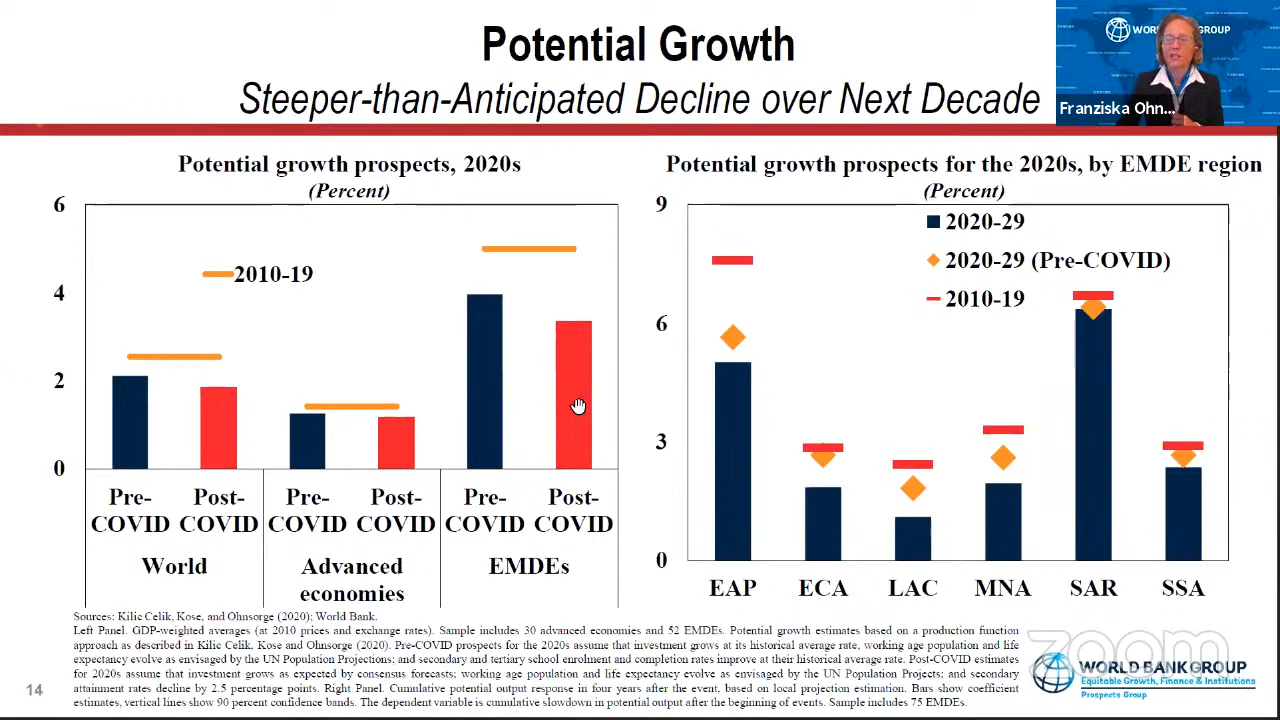 Potential Growth
Steeper-than-Anticipated Decline over Next Decade
WORLD BANK GROUP
Franziska Ohn...
Potential growth prospects, 2020s
(Percent)
6
4
2
0
2010-19
Pre-COVID
Post-COVID
Pre-COVID
Post-COVID
Pre-COVID
Post-COVID
World
Advanced economies
EMDEs
Potential growth prospects for the 2020s, by EMDE region
(Percent)
9
6
3
0
2020-29
2020-29 (Pre-COVID)
2010-19
EAP ECA LAC MNA SAR SSA
Sources: Kilic Celik, Kose, and Ohnsorge (2020); World Bank.
Left Panel. GDP-weighted averages (at 2010 prices and exchange rates). Sample includes 30 advanced economies and 52 EMDEs. Potential growth estimates based on a production function
approach as described in Kilic Celik, Kose and Ohnsorge (2020). Pre-COVID prospects for the 2020s assume that investment grows at its historical average rate, working age population and life
expectancy evolve as envisaged by the UN Population Projections; and secondary and tertiary school enrolment and completion rates improve at their historical average rate. Post-COVID estimates
for 2020s assume that investment grows as expected by consensus forecasts, working age population and life expectancy evolve as envisaged by the UN Population Projects; and secondary
attainment rates decline by 2.5 percentage points. Right Panel. Cumulative potential output response in four years after the event, based on local projection estimation. Bars show coefficient
estimates, vertical lines show 90 percent confidence bands. The dependent variable is cumulative slowdown in potential output after the beginning of events. Sample includes 75 EMDEs.
14
zoom
WORLD BANK GROUP
Equitable Growth, Finance & Institutions
Prospects Group